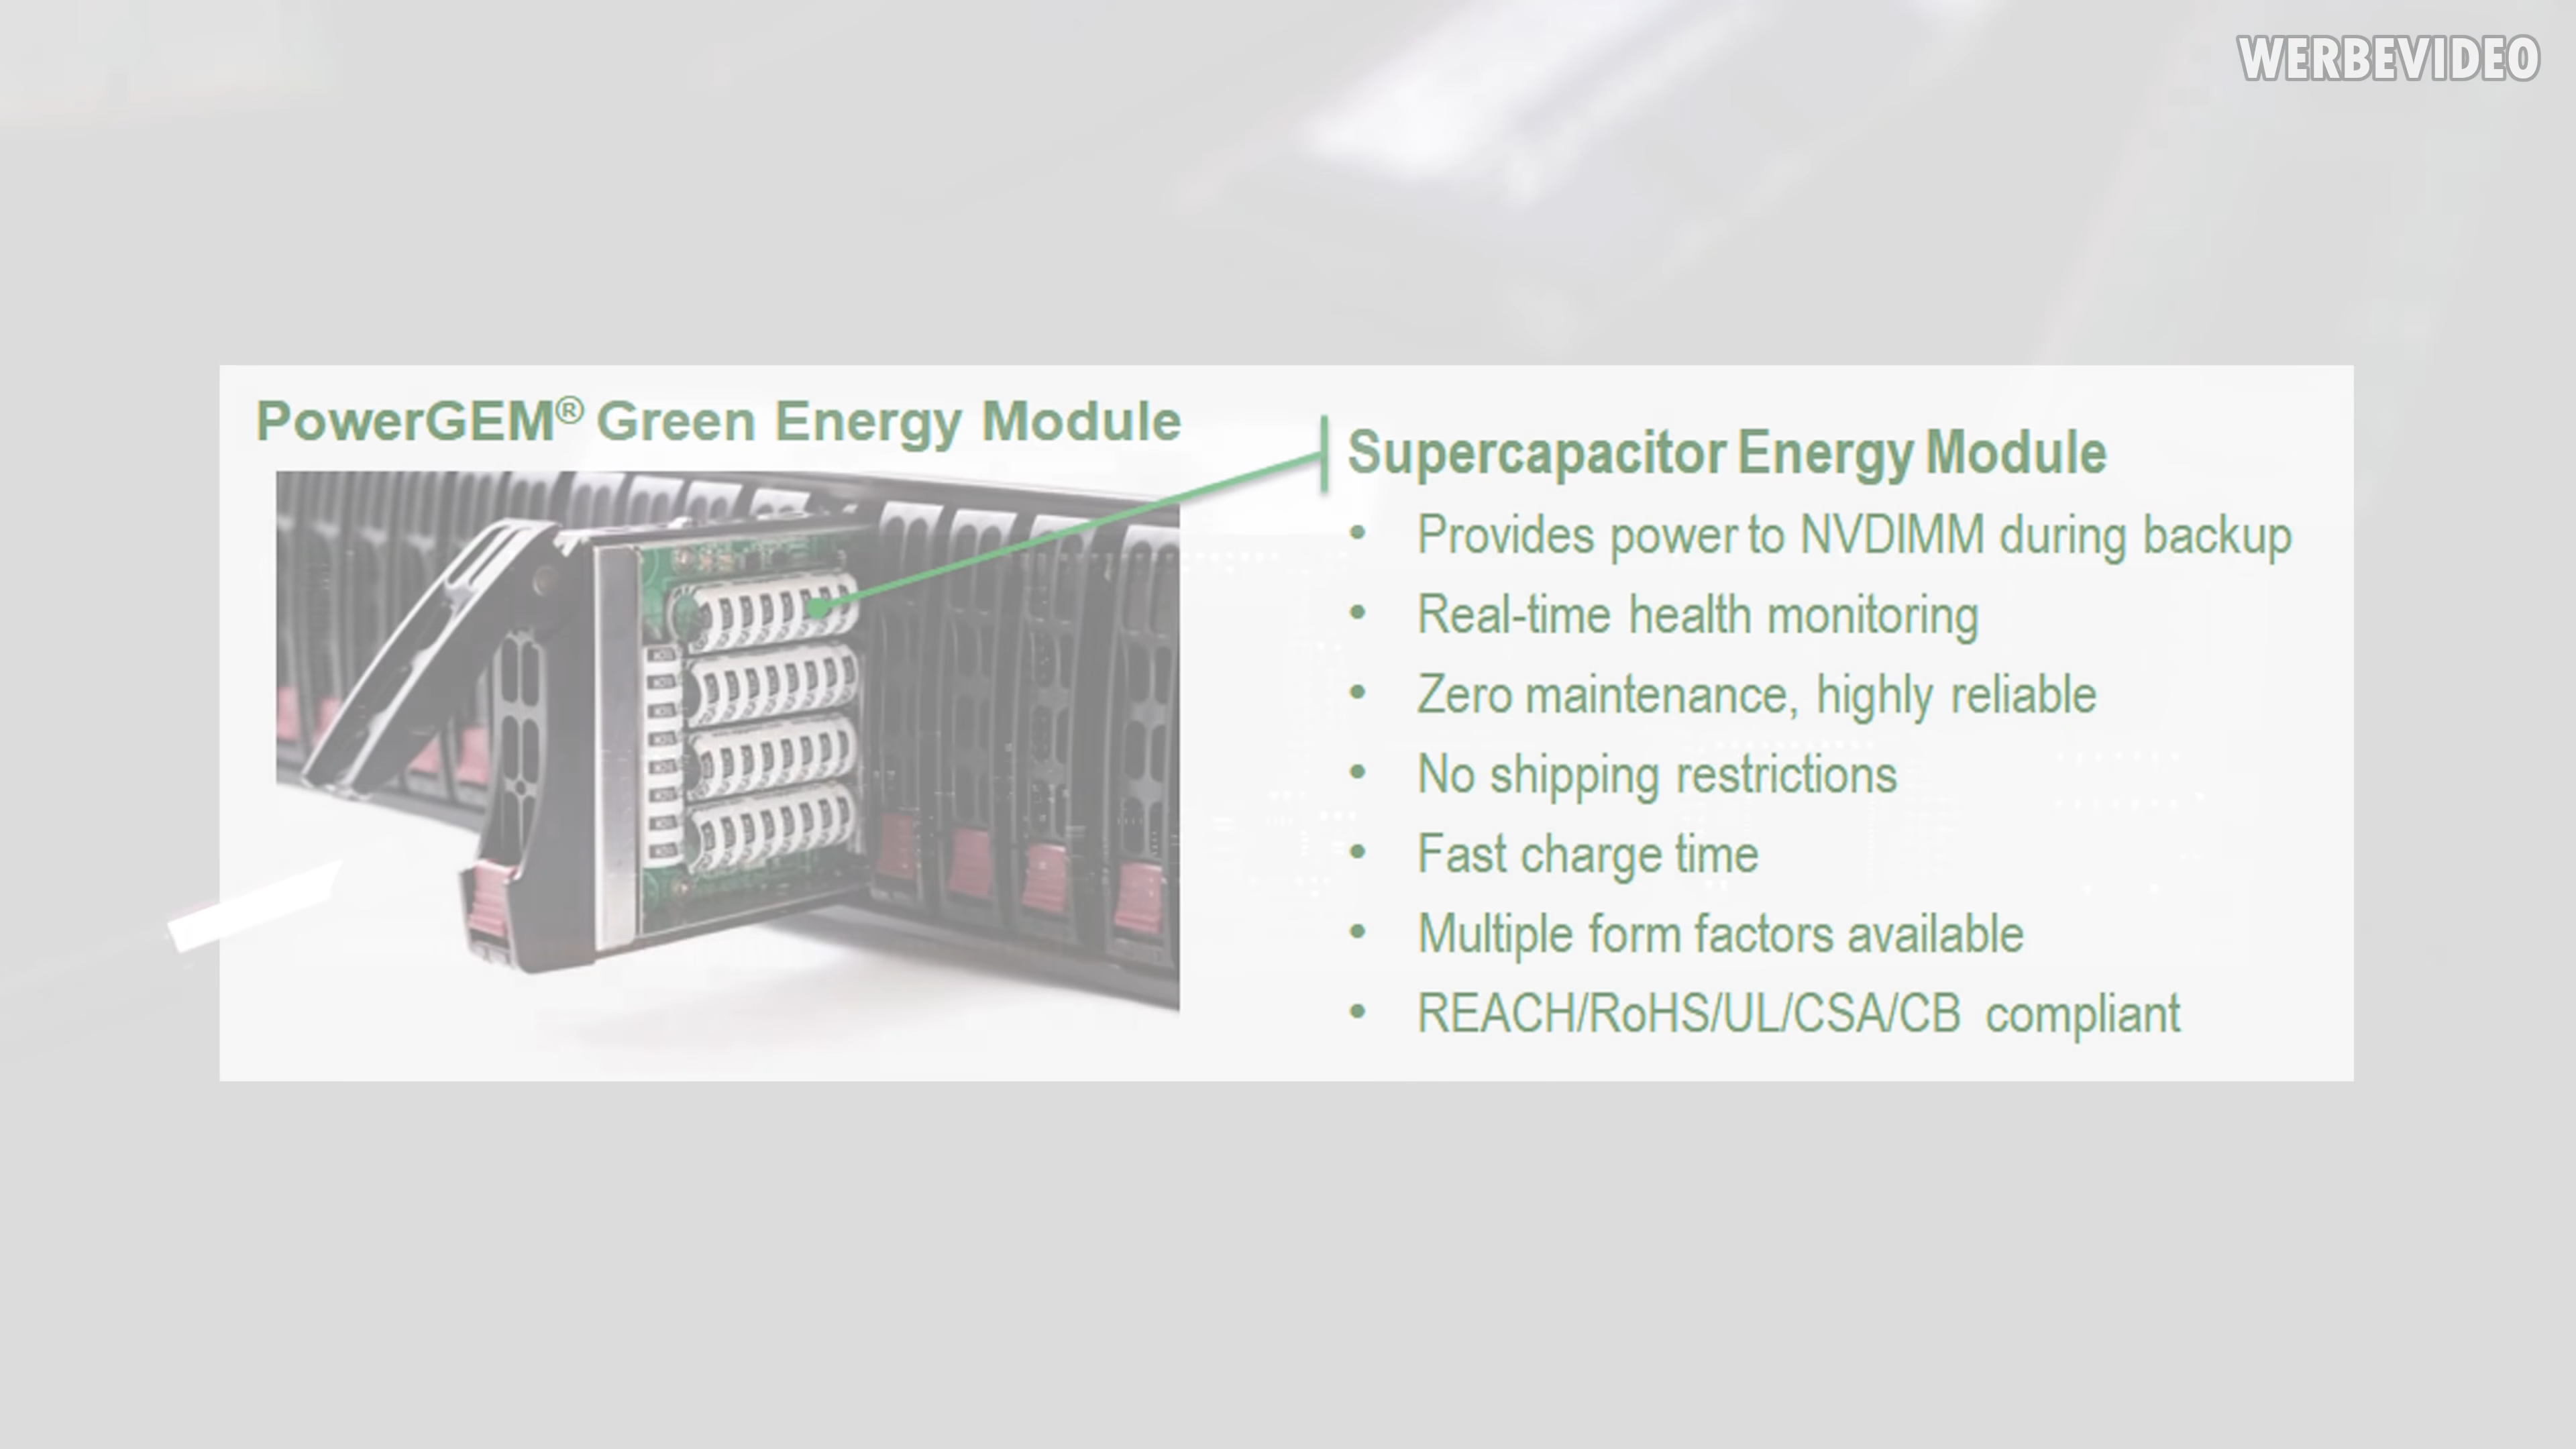 WERBEVIDEO
PowerGEM® Green Energy Module
Supercapacitor Energy Module
• Provides power to NVDIMM during backup
• Real-time health monitoring
• Zero maintenance, highly reliable
• No shipping restrictions
• Fast charge time
• Multiple form factors available
• REACH/RoHS/UL/CSA/CB compliant